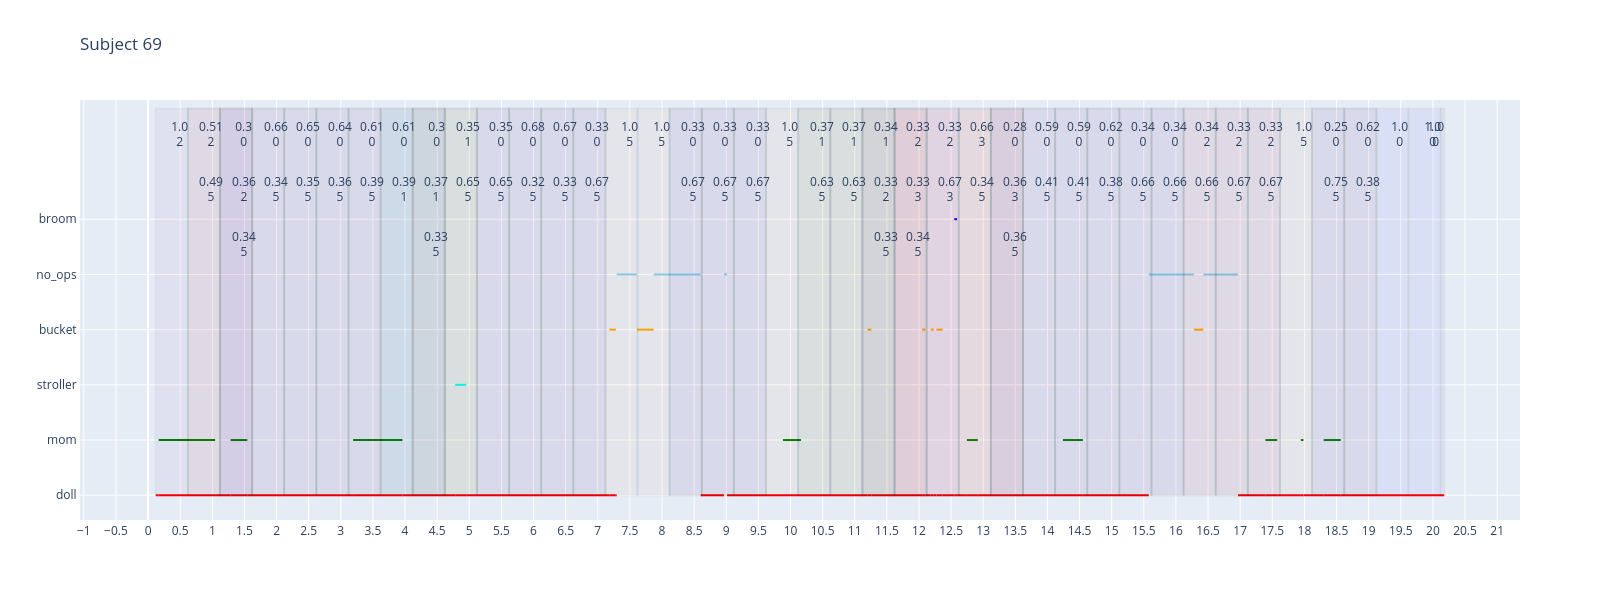 Subject 69
1.0 0.51 0.3 0.66 0.65 0.64 0.61 0.61 0.3 0.35 0.35 0.68 0.67 0.33 1.0 1.0 0.33 0.33 0.33 1.0 0.37 0.37 0.34 0.33 0.33 0.66 0.28 0.59 0.59 0.62 0.34 0.34 0.34 0.33 0.33 1.0 0.25 0.62 1.0
2 2 0 0 0 0 0 0 0 1 0 0 0 0 5 5 0 0 0 5 1 1 1 2 2 3 0 0 0 0 0 0 2 2 2 5 0 0 0
0.49 0.36 0.34 0.35 0.36 0.39 0.39 0.37 0.65 0.65 0.32 0.33 0.67 0.67 0.67 0.67 0.63 0.63 0.33 0.33 0.67 0.34 0.36 0.41 0.41 0.38 0.66 0.66 0.66 0.67 0.67 0.75 0.38
5 2 5 5 5 5 1 1 5 5 5 5 5 5 5 5 5 5 2 3 3 5 3 5 5 5 5 5 5 5 5 5 5
broom
0.34 0.33 0.33 0.34 0.36
5 5 5 5 5
no_ops
bucket
stroller
mom
doll
−1 −0.5 0 0.5 1 1.5 2 2.5 3 3.5 4 4.5 5 5.5 6 6.5 7 7.5 8 8.5 9 9.5 10 10.5 11 11.5 12 12.5 13 13.5 14 14.5 15 15.5 16 16.5 17 17.5 18 18.5 19 19.5 20 20.5 21